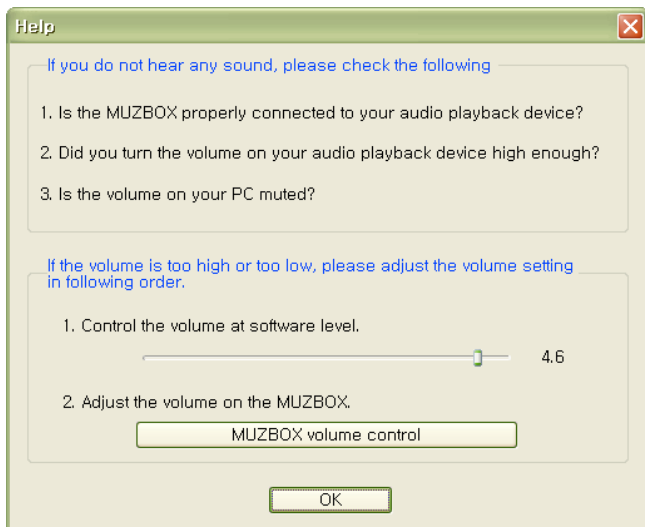 Help
If you do not hear any sound, please check the following
1. Is the MUZBOX properly connected to your audio playback device?
2. Did you turn the volume on your audio playback device high enough?
3. Is the volume on your PC muted?
If the volume is too high or too low, please adjust the volume setting
in following order.
1. Control the volume at software level.
4.6
2. Adjust the volume on the MUZBOX.
MUZBOX volume control
OK